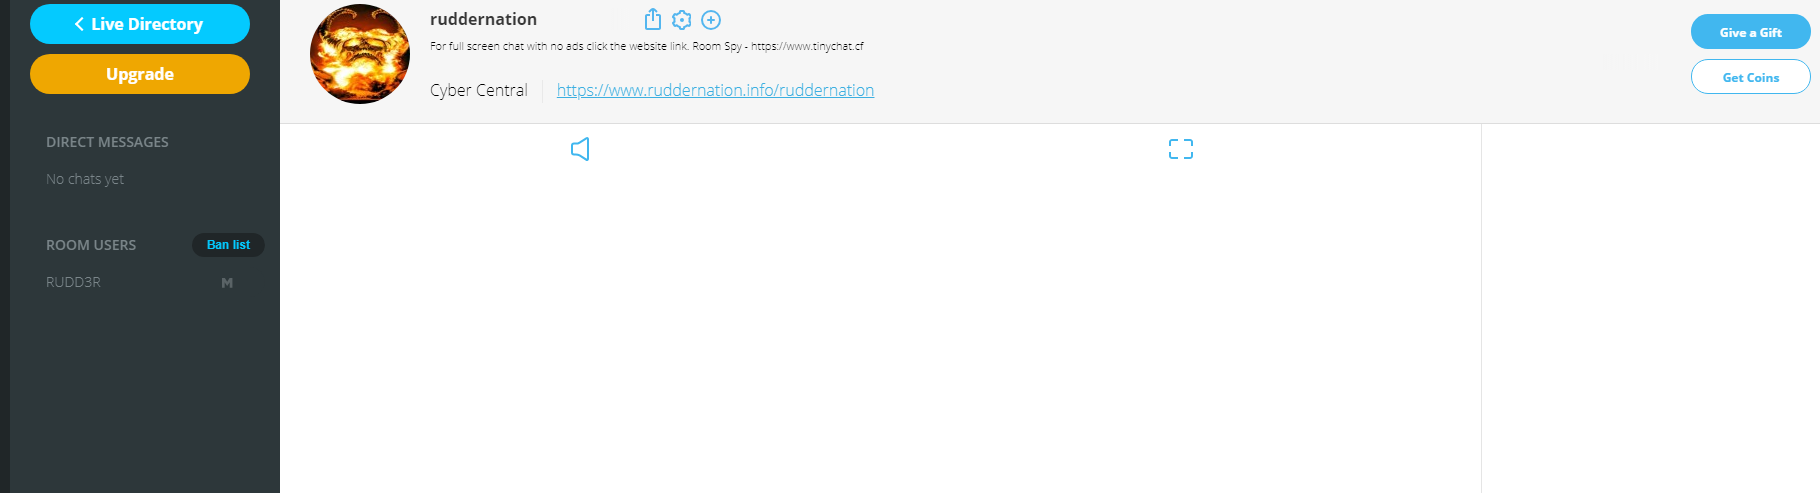 Live Directory
Upgrade
DIRECT MESSAGES
No chats yet
ROOM USERS
Ban list
RUDD3R
M
ruddernation
For full screen chat with no ads click the website link. Room Spy - https://www.tinychat.cf
Cyber Central
https://www.ruddernation.info/ruddernation
Give a Gift
Get Coins